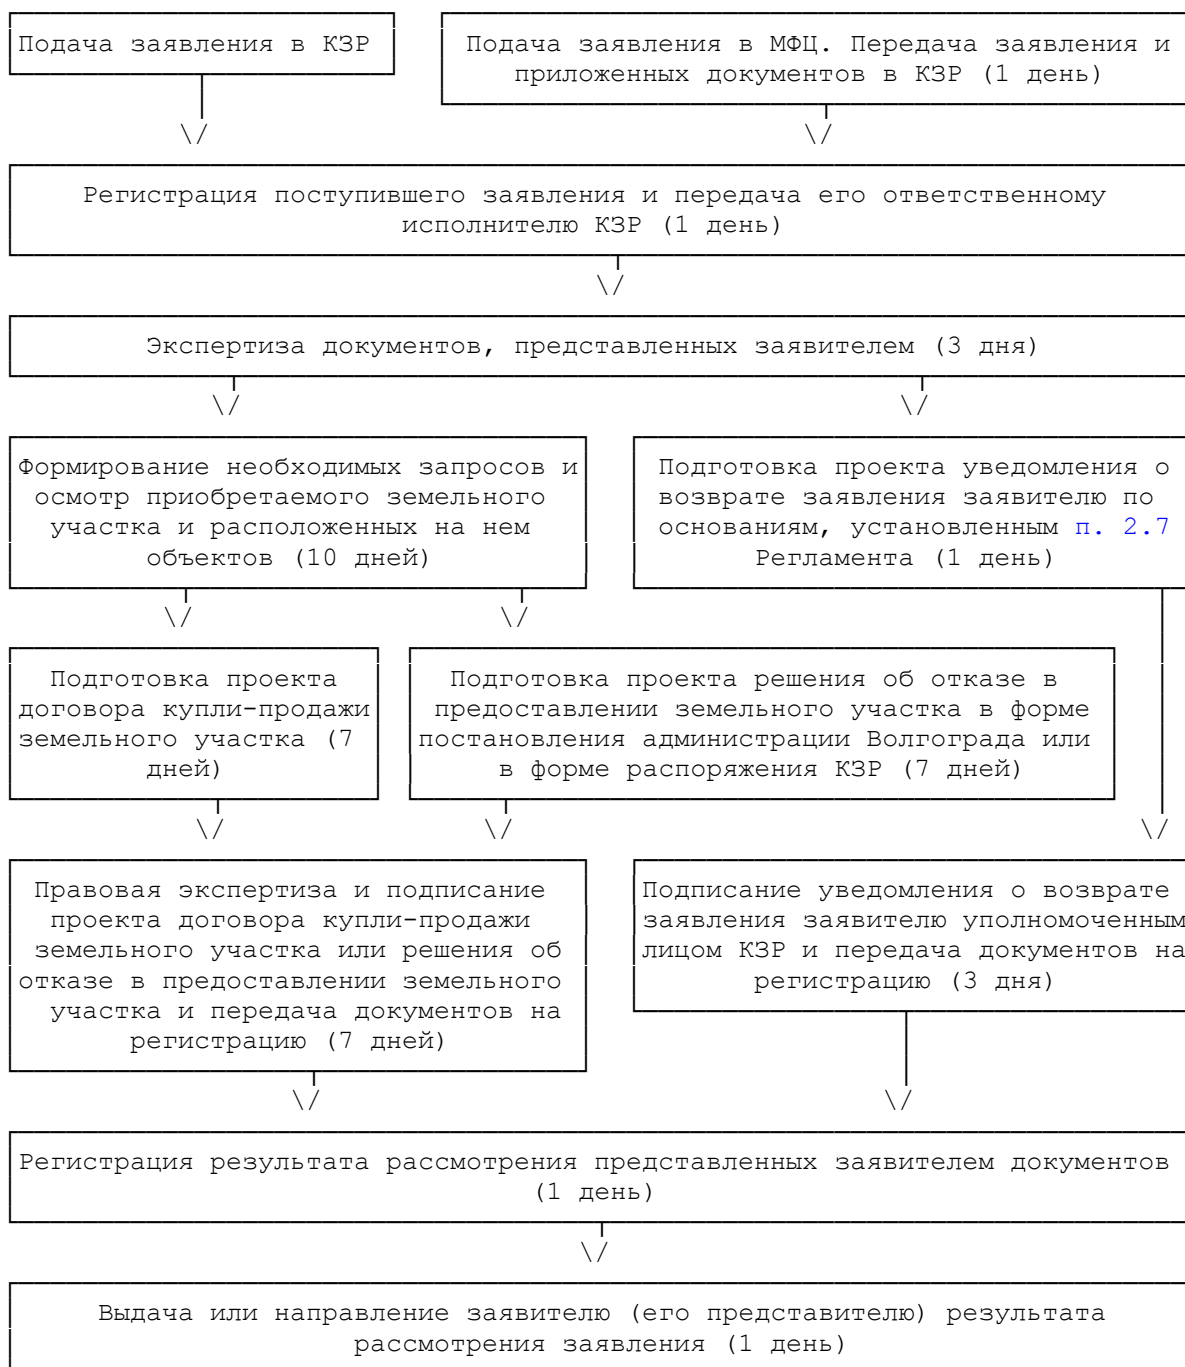 Подача заявления в КЗР
Подача заявления в МФЦ. Передача заявления и
приложенных документов в КЗР (1 день)
\/
\/
Регистрация поступившего заявления и передача его ответственному
исполнителю КЗР (1 день)
\/
Экспертиза документов, представленных заявителем (3 дня)
\/
\/
Формирование необходимых запросов и
осмотр приобретаемого земельного
участка и расположенных на нем
объектов (10 дней)
Подготовка проекта уведомления о
возврате заявления заявителю по
основаниям, установленным п. 2.7
Регламента (1 день)
\/
\/
Подготовка проекта
договора купли-продажи
земельного участка (7
дней)
Подготовка проекта решения об отказе в
предоставлении земельного участка в форме
постановления администрации Волгограда или
в форме распоряжения КЗР (7 дней)
\/
\/
\/
Правовая экспертиза и подписание
проекта договора купли-продажи
земельного участка или решения об
отказе в предоставлении земельного
участка и передача документов на
регистрацию (7 дней)
Подписание уведомления о возврате
заявления заявителю уполномоченным
лицом КЗР и передача документов на
регистрацию (3 дня)
\/
\/
Регистрация результата рассмотрения представленных заявителем документов
(1 день)
\/
Выдача или направление заявителю (его представителю) результата
рассмотрения заявления (1 день)